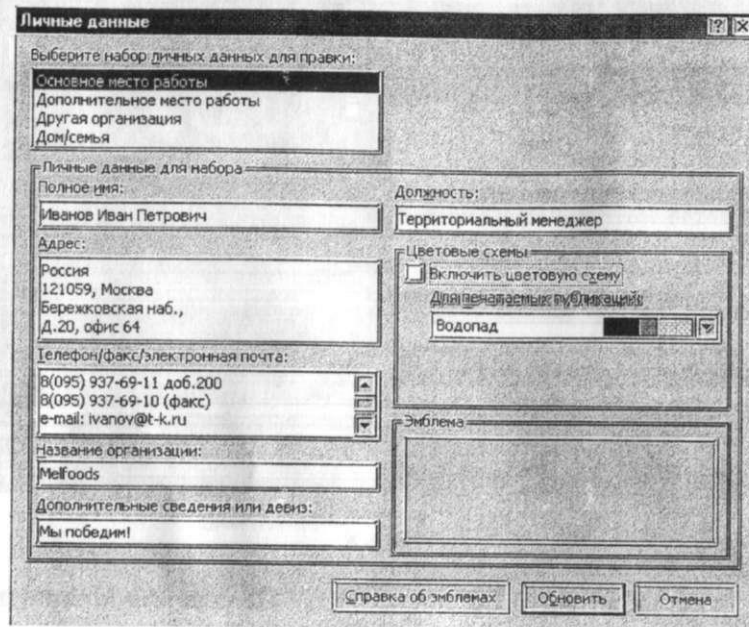 Личные данные
Выберите набор личных данных для правки:
Основное место работы
Дополнительное место работы
Другая организация
Дом/семья
Личные данные для набора
Полное имя:
Иванов Иван Петрович
Должность:
Территориальный менеджер
Адрес:
Россия
121059, Москва
Бережковская наб.,
Д.20, офис 64
Цветовые схемы
Включить цветовую схему
Для печатаемых публикаций:
Водопад
Телефон/факс/электронная почта:
8(095) 937-69-11 доб.200
8(095) 937-69-10 (факс)
e-mail: ivanov@t-k.ru
Эмблема
Название организации:
Melfoods
Дополнительные сведения или девиз:
Мы победим!
Справка об эмблемах
Обновить
Отмена